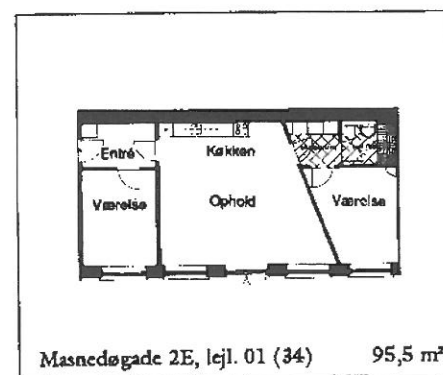 Entré
Køkken
Værelse
Ophold
Værelse
Masnedøgade 2E, lejl. 01 (34) 95,5 m²